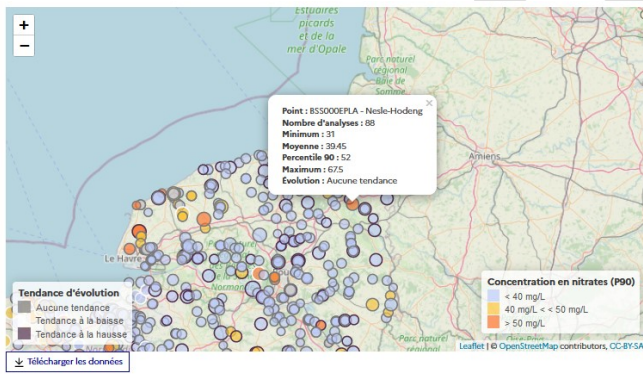 +
−
Estuaires
picards
et de la
mer d'Opale
Parc naturel
régional
Baie de
Somme
×
Point : BSS000EPLA - Nesle-Hodeng
Nombre d'analyses : 88
Minimum : 31
Moyenne : 39.45
Percentile 90 : 52
Maximum : 67.5
Évolution : Aucune tendance
Amiens
Le Havre
Tendance d'évolution
Aucune tendance
Tendance à la baisse
Tendance à la hausse
Concentration en nitrates (P90)
< 40 mg/L
40 mg/L < < 50 mg/L
> 50 mg/L
Parc naturel
régional
Leaflet | © OpenStreetMap contributors, CC-BY-SA
Télécharger les données